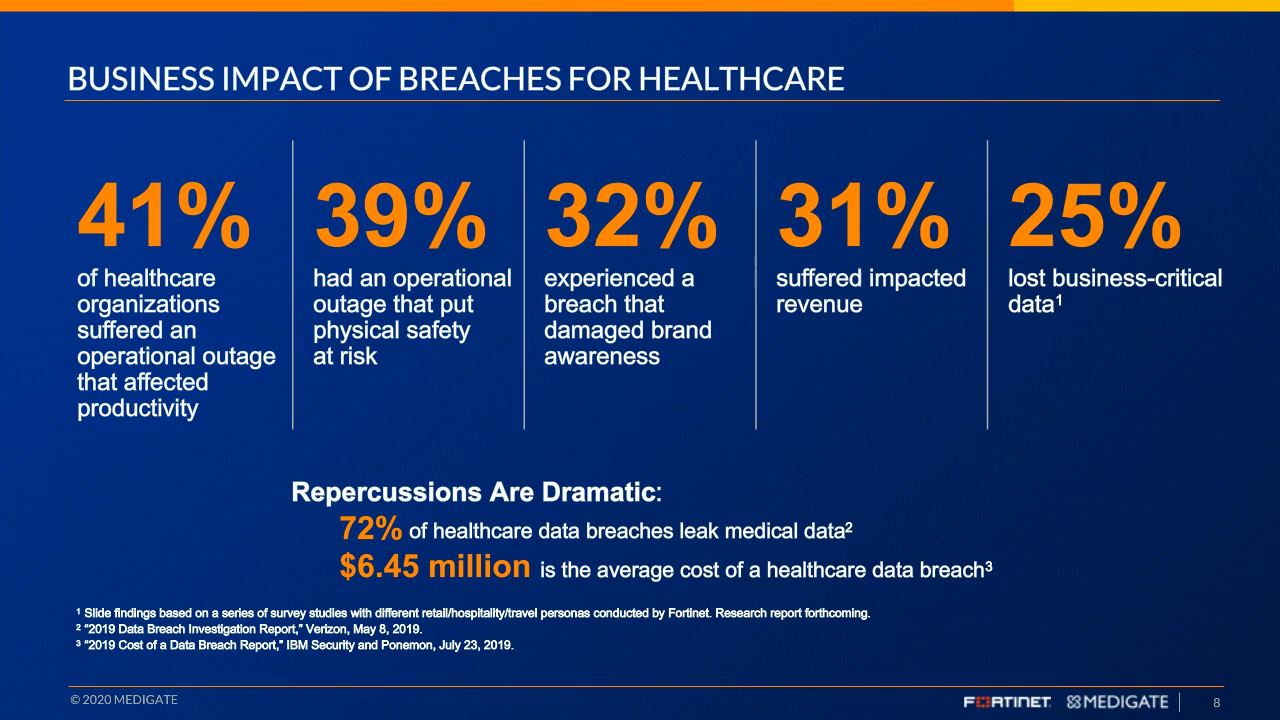 BUSINESS IMPACT OF BREACHES FOR HEALTHCARE
41%
of healthcare
organizations
suffered an
operational outage
that affected
productivity
39%
had an operational
outage that put
physical safety
at risk
32%
experienced a
breach that
damaged brand
awareness
31%
suffered impacted
revenue
25%
lost business-critical
data¹
Repercussions Are Dramatic:
72% of healthcare data breaches leak medical data²
$6.45 million is the average cost of a healthcare data breach³
¹ Slide findings based on a series of survey studies with different retail/hospitality/travel personas conducted by Fortinet. Research report forthcoming.
² “2019 Data Breach Investigation Report,” Verizon, May 8, 2019.
³ “2019 Cost of a Data Breach Report,” IBM Security and Ponemon, July 23, 2019.
© 2020 MEDIGATE
FORTINET MEDIGATE 8